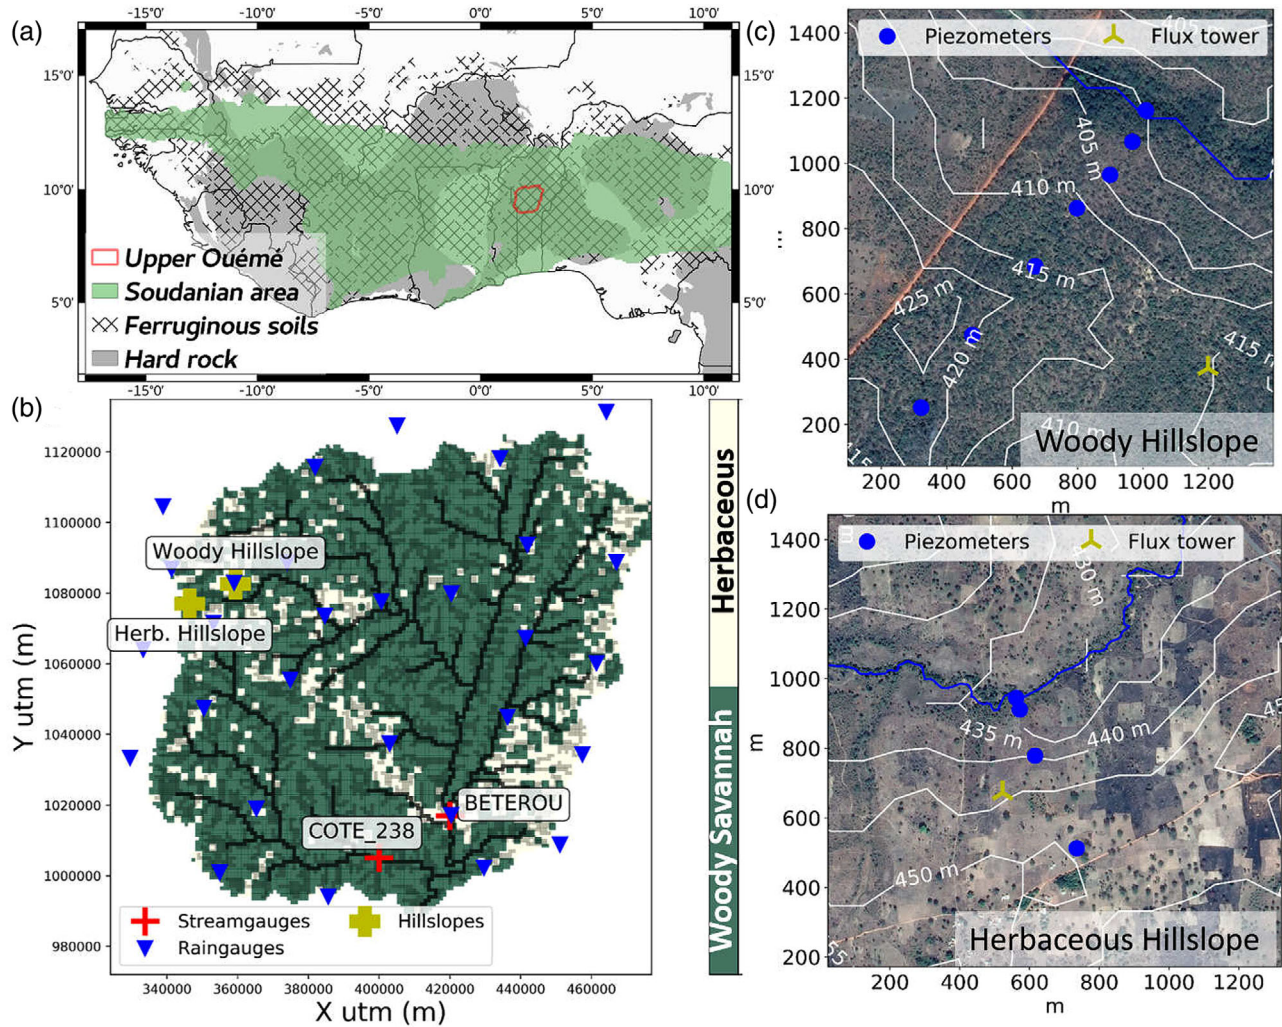 (a)
-15°0' -10°0' -5°0' 0°0' 5°0' 10°0'
15°0' 15°0'
10°0' 10°0'
5°0' 5°0'
Upper Ouémé
Soudanian area
Ferruginous soils
Hard rock
-15°0' -10°0' -5°0' 0°0' 5°0' 10°0'
(b)
1120000
1100000
1080000
1060000
1040000
1020000
1000000
980000
Y utm (m)
Woody Hillslope
Herb. Hillslope
BETEROU
COTE_238
Streamgauges
Hillslopes
Raingauges
340000 360000 380000 400000 420000 440000 460000
X utm (m)
Herbaceous
Woody Savannah
(c)
Piezometers
Flux tower
1400
1200
1000
800
600
400
200
m
405 m
405 m
410 m
415 m
425 m
420 m
415 m
410 m
415
Woody Hillslope
200 400 600 800 1000 1200
m
(d)
Piezometers
Flux tower
1400
1200
1000
800
600
400
200
m
m
430 m
435 m
440 m
45
450 m
55
Herbaceous Hillslope
200 400 600 800 1000 1200
m